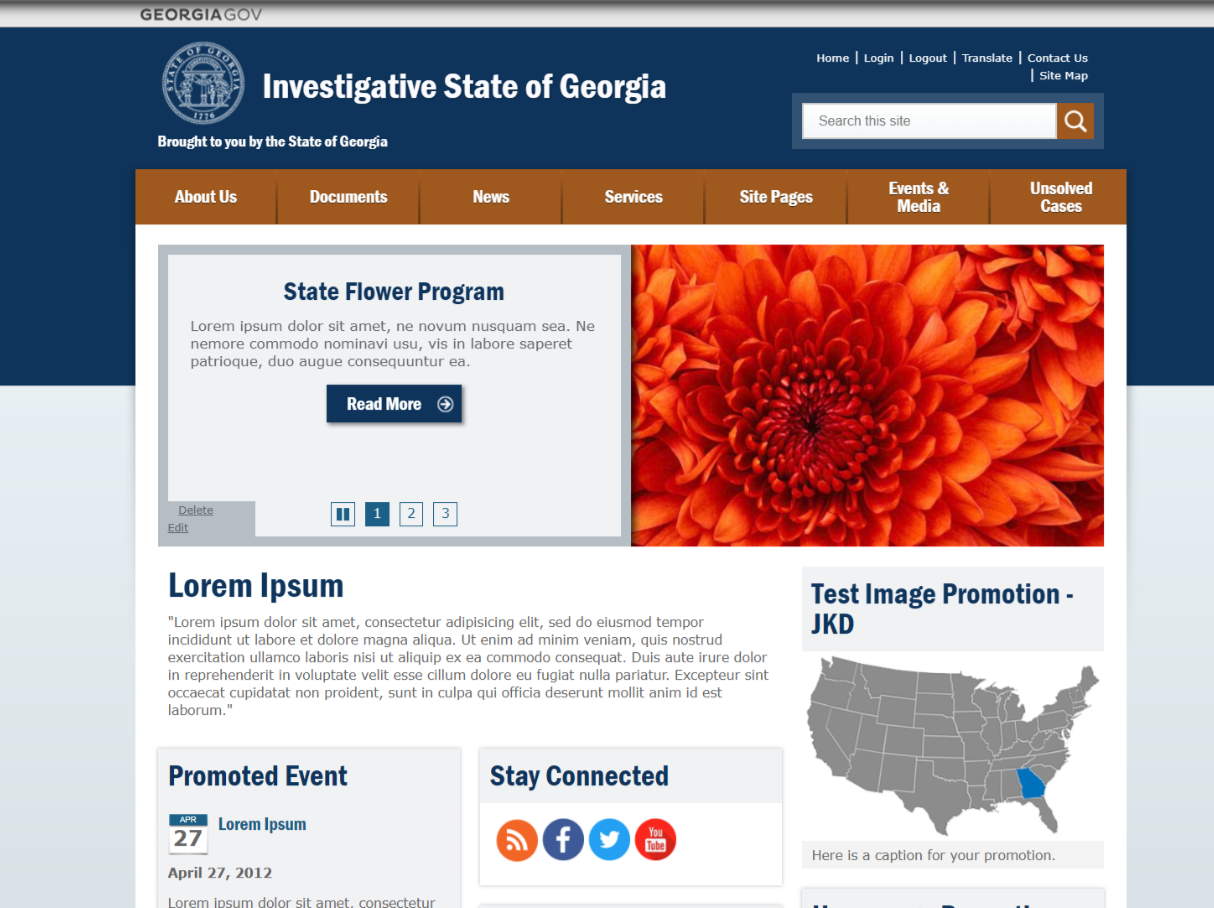 GEORGIAGOV
STATE OF GEORGIA
1776
Investigative State of Georgia
Brought to you by the State of Georgia
Home | Login | Logout | Translate | Contact Us
| Site Map
Search this site
About Us
Documents
News
Services
Site Pages
Events &
Media
Unsolved
Cases
State Flower Program
Lorem ipsum dolor sit amet, ne novum nusquam sea. Ne
nemore commodo nominavi usu, vis in labore saperet
patrioque, duo augue consequuntur ea.
Read More
Delete
Edit
1 2 3
Lorem Ipsum
"Lorem ipsum dolor sit amet, consectetur adipisicing elit, sed do eiusmod tempor
incididunt ut labore et dolore magna aliqua. Ut enim ad minim veniam, quis nostrud
exercitation ullamco laboris nisi ut aliquip ex ea commodo consequat. Duis aute irure dolor
in reprehenderit in voluptate velit esse cillum dolore eu fugiat nulla pariatur. Excepteur sint
occaecat cupidatat non proident, sunt in culpa qui officia deserunt mollit anim id est
laborum."
Promoted Event
APR
27
Lorem Ipsum
April 27, 2012
Lorem ipsum dolor sit amet, consectetur
Stay Connected
You
Tube
Test Image Promotion -
JKD
Here is a caption for your promotion.